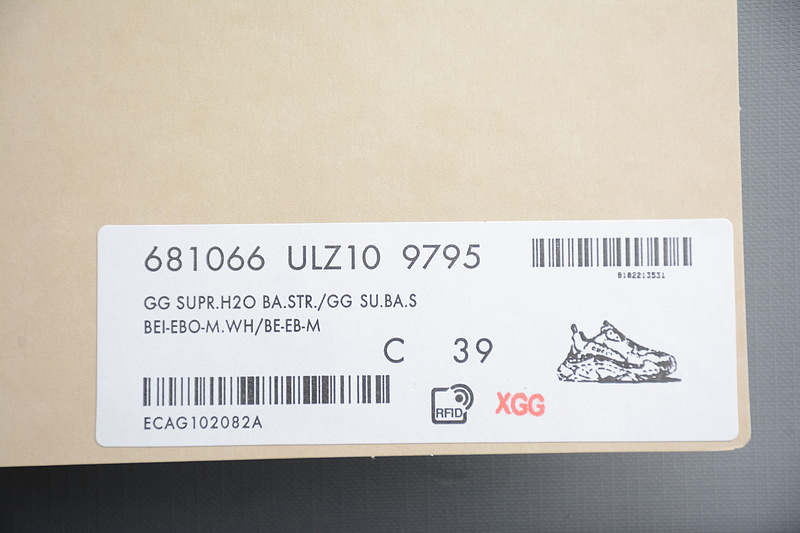 681066 ULZ10 9795
8182213531
GG SUPR.H2O BA.STR./GG SU.BA.S
BEI-EBO-M.WH/BE-EB-M
C 39
ECAG102082A
RFID
XGG